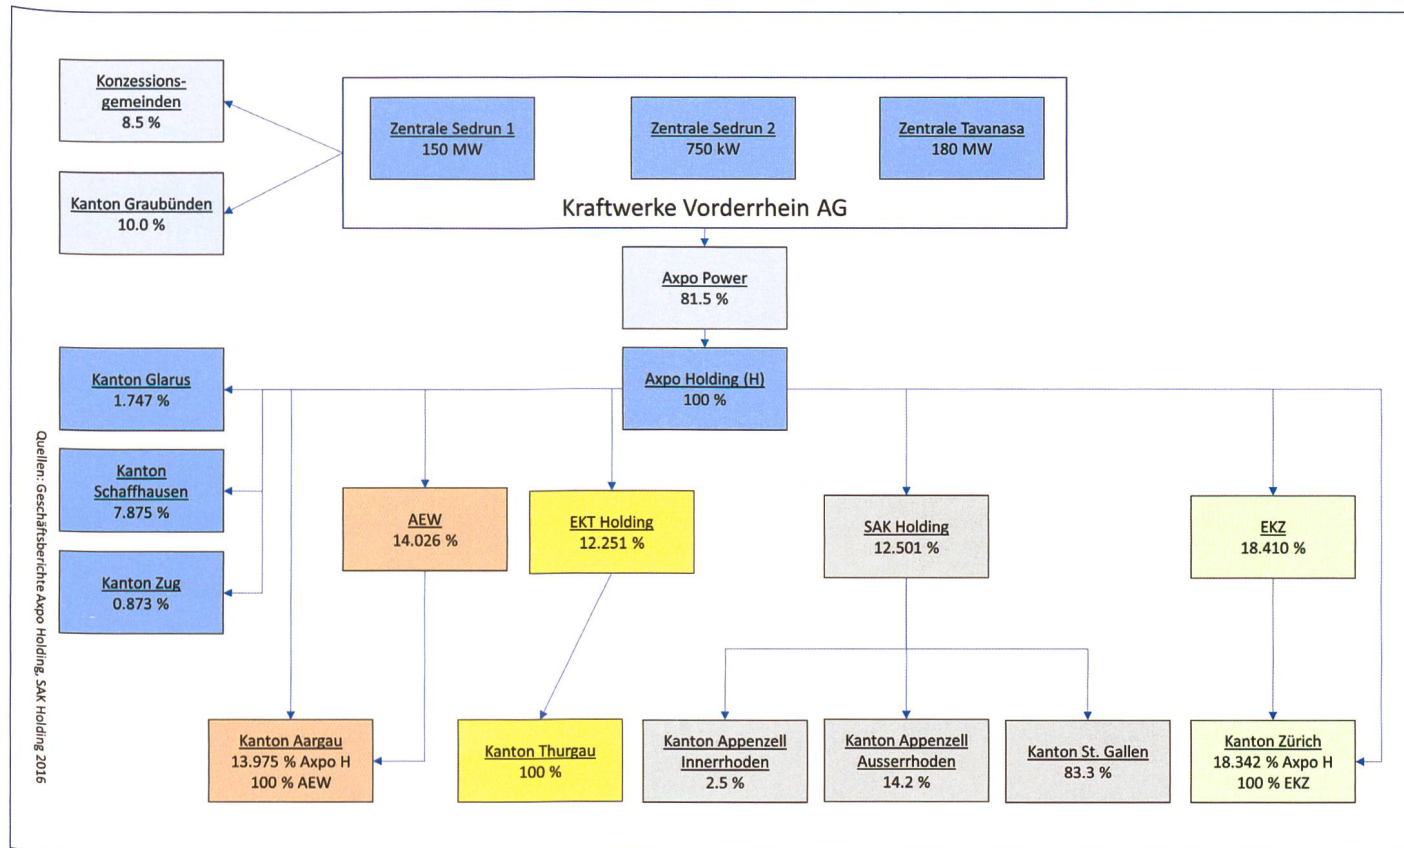 Konzessions-
gemeinden
8.5 %
Zentrale Sedrun 1
150 MW
Zentrale Sedrun 2
750 kW
Zentrale Tavanasa
180 MW
Kraftwerke Vorderrhein AG
Kanton Graubünden
10.0 %
Axpo Power
81.5 %
Axpo Holding (H)
100 %
Kanton Glarus
1.747 %
Kanton
Schaffhausen
7.875 %
Kanton Zug
0.873 %
AEW
14.026 %
EKT Holding
12.251 %
SAK Holding
12.501 %
EKZ
18.410 %
Kanton Aargau
13.975 % Axpo H
100 % AEW
Kanton Thurgau
100 %
Kanton Appenzell
Innerrhoden
2.5 %
Kanton Appenzell
Ausserrhoden
14.2 %
Kanton St. Gallen
83.3 %
Kanton Zürich
18.342 % Axpo H
100 % EKZ
Quellen: Geschäftsberichte Axpo Holding, SAK Holding 2016